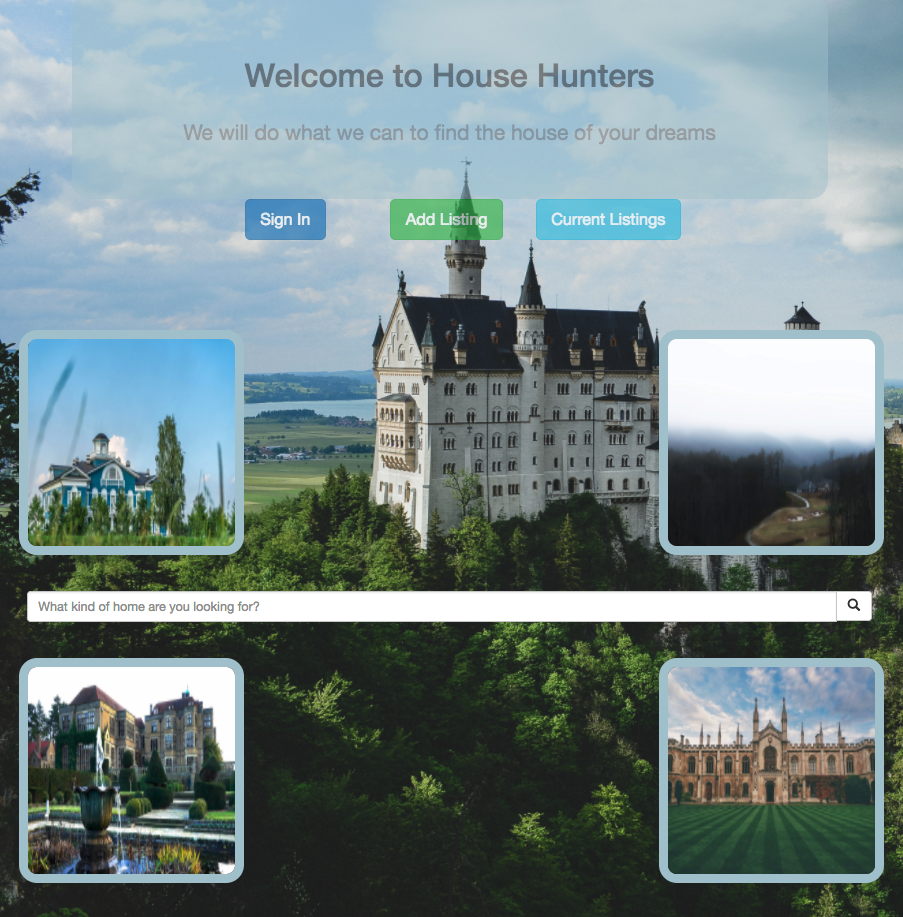 Welcome to House Hunters
We will do what we can to find the house of your dreams
Sign In
Add Listing
Current Listings
What kind of home are you looking for?